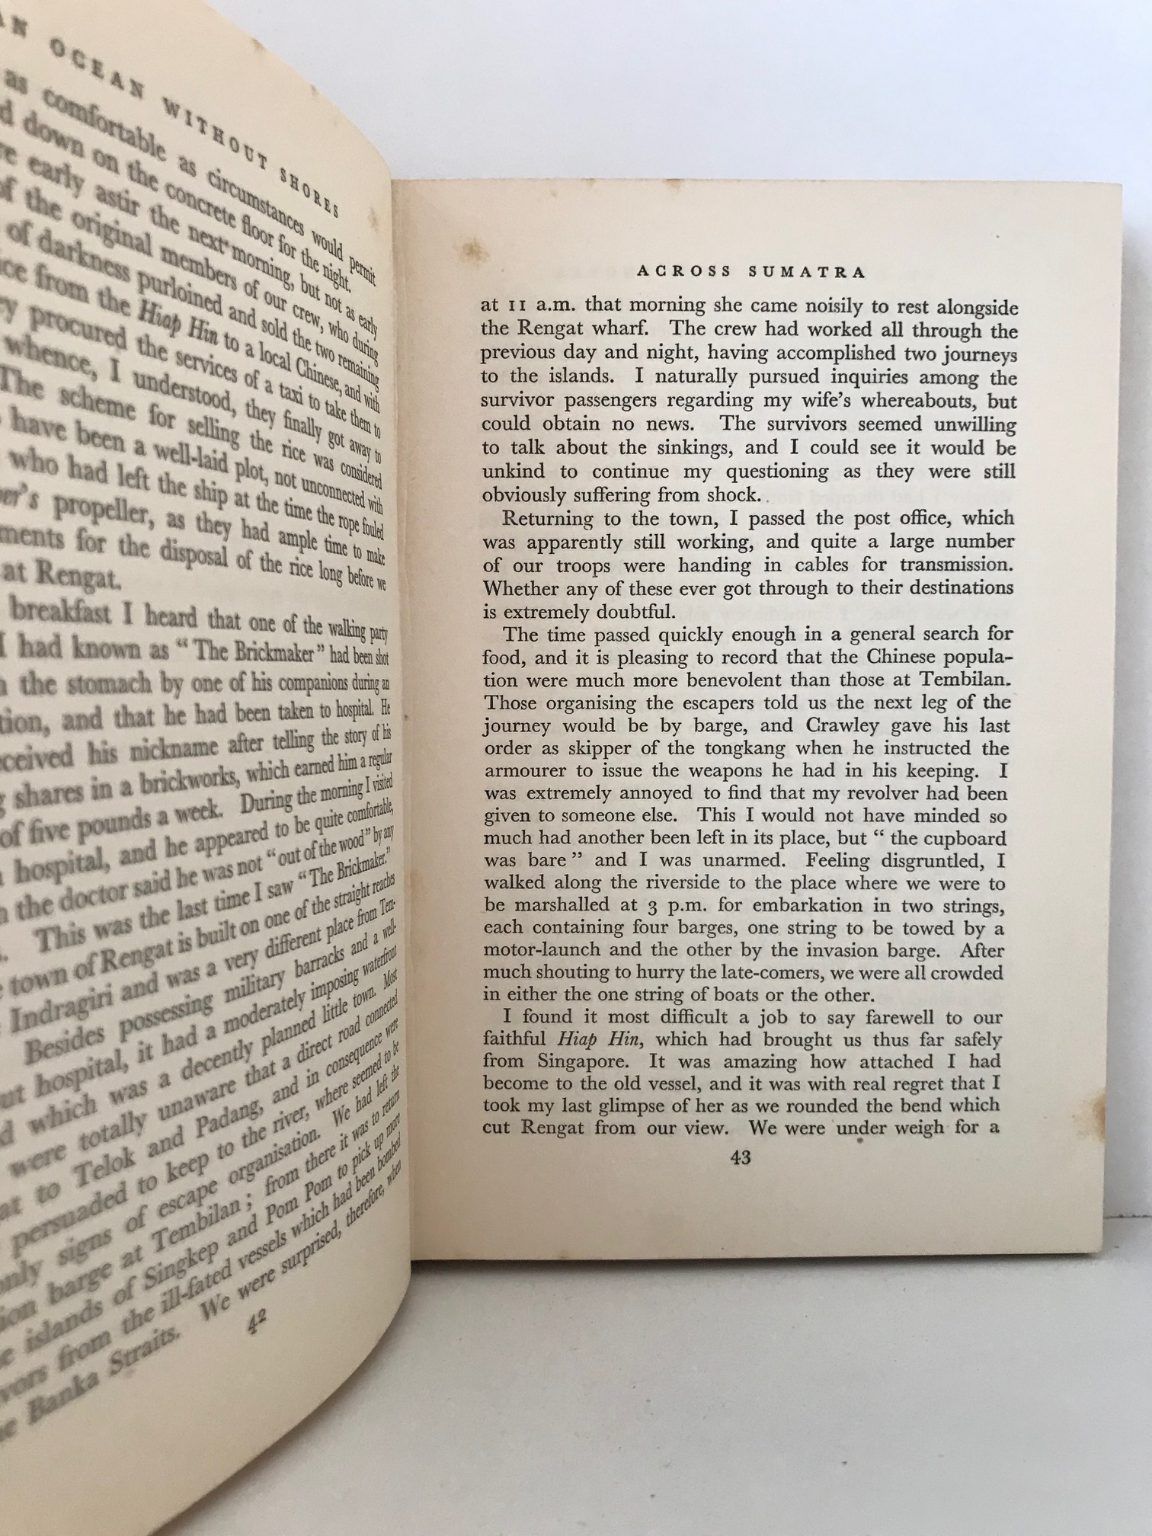 AN OCEAN WITHOUT SHORES
as comfortable as circumstances would permit
down on the concrete floor for the night.
early astir the next morning, but not as early
of the original members of our crew, who during
of darkness purloined and sold the two remaining
from the Hiap Hin to a local Chinese, and with
procured the services of a taxi to take them to
whence, I understood, they finally got away to
The scheme for selling the rice was considered
have been a well-laid plot, not unconnected with
who had left the ship at the time the rope fouled
propeller, as they had ample time to make
for the disposal of the rice long before we
at Rengat.
breakfast I heard that one of the walking party
I had known as " The Brickmaker " had been shot
the stomach by one of his companions during an
and that he had been taken to hospital. He
his nickname after telling the story of his
shares in a brickworks, which earned him a regular
of five pounds a week. During the morning I visited
hospital, and he appeared to be quite comfortable,
the doctor said he was not " out of the wood " by any
This was the last time I saw " The Brickmaker."
town of Rengat is built on one of the straight reaches
Indragiri and was a very different place from Tem-
Besides possessing military barracks and a well-
hospital, it had a moderately imposing waterfront
which was a decently planned little town. Most
were totally unaware that a direct road connected
to Telok and Padang, and in consequence were
persuaded to keep to the river, where seemed to be
only signs of escape organisation. We had left the
barge at Tembilan ; from there it was to return
islands of Singkep and Pom Pom to pick up more
from the ill-fated vessels which had been bombed
Banka Straits. We were surprised, therefore, when
42
ACROSS SUMATRA
at 11 a.m. that morning she came noisily to rest alongside
the Rengat wharf. The crew had worked all through the
previous day and night, having accomplished two journeys
to the islands. I naturally pursued inquiries among the
survivor passengers regarding my wife's whereabouts, but
could obtain no news. The survivors seemed unwilling
to talk about the sinkings, and I could see it would be
unkind to continue my questioning as they were still
obviously suffering from shock.
Returning to the town, I passed the post office, which
was apparently still working, and quite a large number
of our troops were handing in cables for transmission.
Whether any of these ever got through to their destinations
is extremely doubtful.
The time passed quickly enough in a general search for
food, and it is pleasing to record that the Chinese popula-
tion were much more benevolent than those at Tembilan.
Those organising the escapers told us the next leg of the
journey would be by barge, and Crawley gave his last
order as skipper of the tongkang when he instructed the
armourer to issue the weapons he had in his keeping. I
was extremely annoyed to find that my revolver had been
given to someone else. This I would not have minded so
much had another been left in its place, but " the cupboard
was bare " and I was unarmed. Feeling disgruntled, I
walked along the riverside to the place where we were to
be marshalled at 3 p.m. for embarkation in two strings,
each containing four barges, one string to be towed by a
motor-launch and the other by the invasion barge. After
much shouting to hurry the late-comers, we were all crowded
in either the one string of boats or the other.
I found it most difficult a job to say farewell to our
faithful Hiap Hin, which had brought us thus far safely
from Singapore. It was amazing how attached I had
become to the old vessel, and it was with real regret that I
took my last glimpse of her as we rounded the bend which
cut Rengat from our view. We were under weigh for a
43